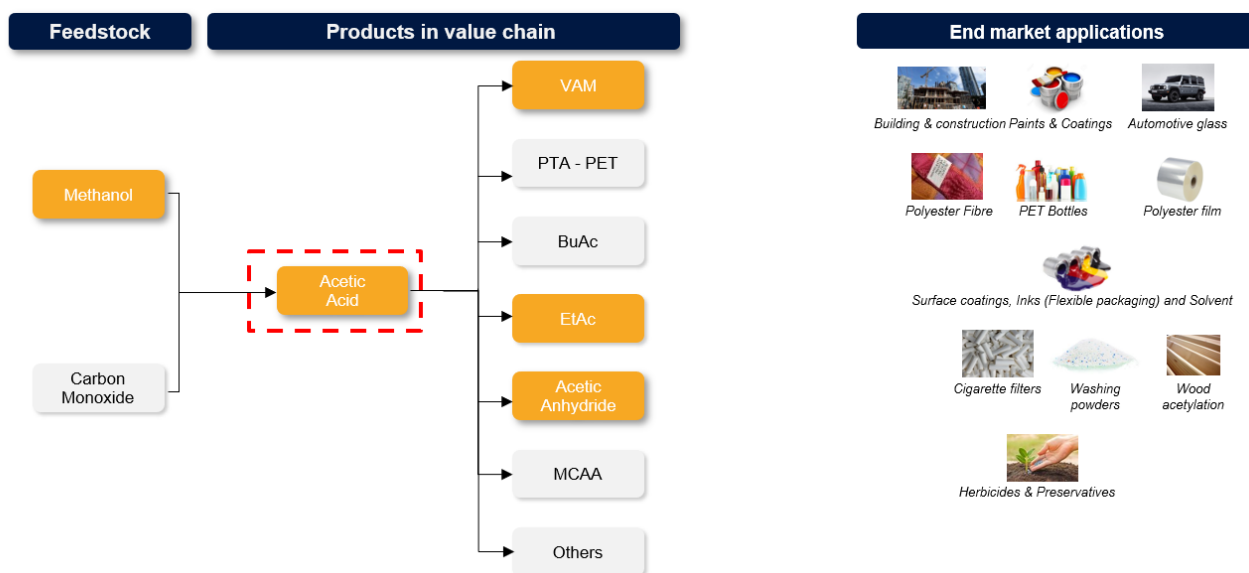 Feedstock
Products in value chain
End market applications
Methanol
Carbon
Monoxide
Acetic
Acid
VAM
PTA - PET
BuAc
EtAc
Acetic
Anhydride
MCAA
Others
Building & construction
Paints & Coatings
Automotive glass
Polyester Fibre
PET Bottles
Polyester film
Surface coatings, Inks (Flexible packaging) and Solvent
Cigarette filters
Washing
powders
Wood
acetylation
Herbicides & Preservatives